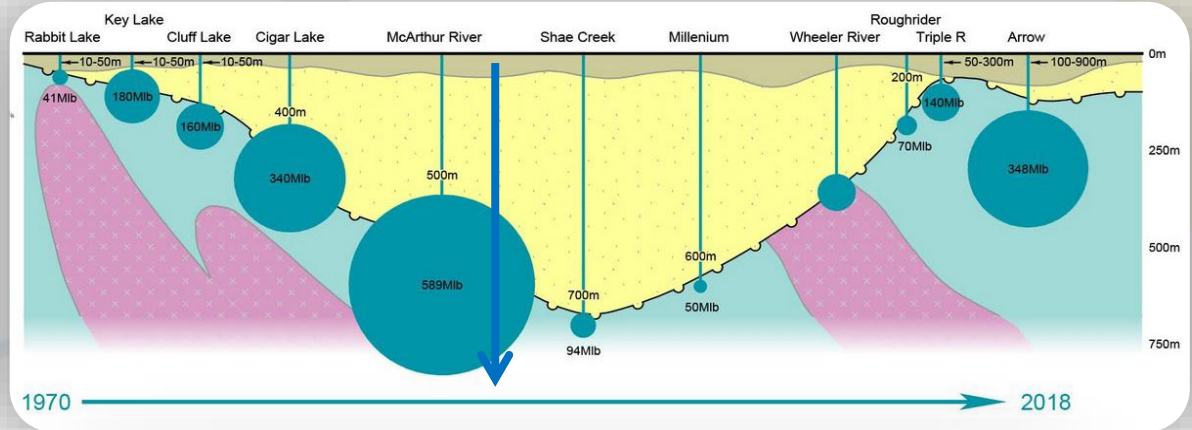 Key Lake
Roughrider
Rabbit Lake
Cluff Lake
Cigar Lake
McArthur River
Shae Creek
Millenium
Wheeler River
Triple R
Arrow
10-50m
10-50m
10-50m
50-300m
100-900m
0m
200m
41Mlb
180Mlb
140Mlb
400m
160Mlb
70Mlb
250m
340Mlb
500m
348Mlb
500m
600m
589Mlb
700m
50Mlb
94Mlb
750m
1970
2018